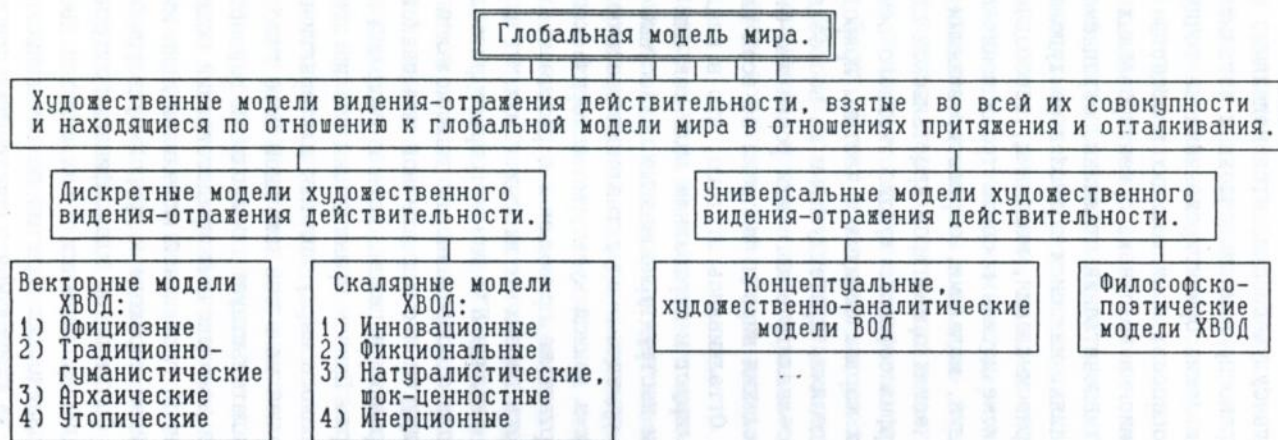 Глобальная модель мира.
Художественные модели видения-отражения действительности, взятые во всей их совокупности
и находящиеся по отношению к глобальной модели мира в отношениях притяжения и отталкивания.
Дискретные модели художественного
видения-отражения действительности.
Универсальные модели художественного
видения-отражения действительности.
Векторные модели
ХВОД:
1) Официозные
2) Традиционно-
гуманистические
3) Архаические
4) Утопические
Скалярные модели
ХВОД:
1) Инновационные
2) Фикциональные
3) Натуралистические,
шок-ценностные
4) Инерционные
Концептуальные,
художественно-аналитические
модели ВОД
Философско-
поэтические
модели ХВОД